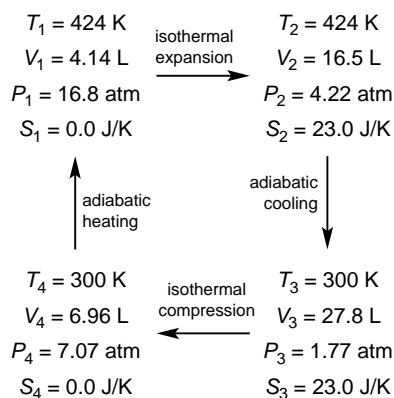 T1 = 424 K
V1 = 4.14 L
P1 = 16.8 atm
S1 = 0.0 J/K
isothermal
expansion
T2 = 424 K
V2 = 16.5 L
P2 = 4.22 atm
S2 = 23.0 J/K
adiabatic
heating
adiabatic
cooling
T4 = 300 K
V4 = 6.96 L
P4 = 7.07 atm
S4 = 0.0 J/K
isothermal
compression
T3 = 300 K
V3 = 27.8 L
P3 = 1.77 atm
S3 = 23.0 J/K